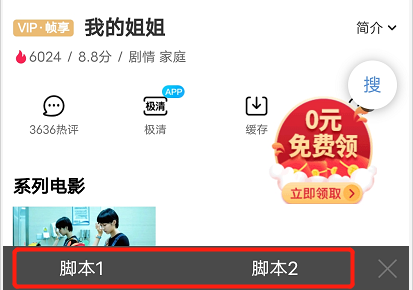 VIP·帧享 我的姐姐 简介
6024 / 8.8分 / 剧情 家庭
搜
APP
极清
3636热评 极清 缓存
0元
免费领
立即领取
系列电影
脚本1 脚本2